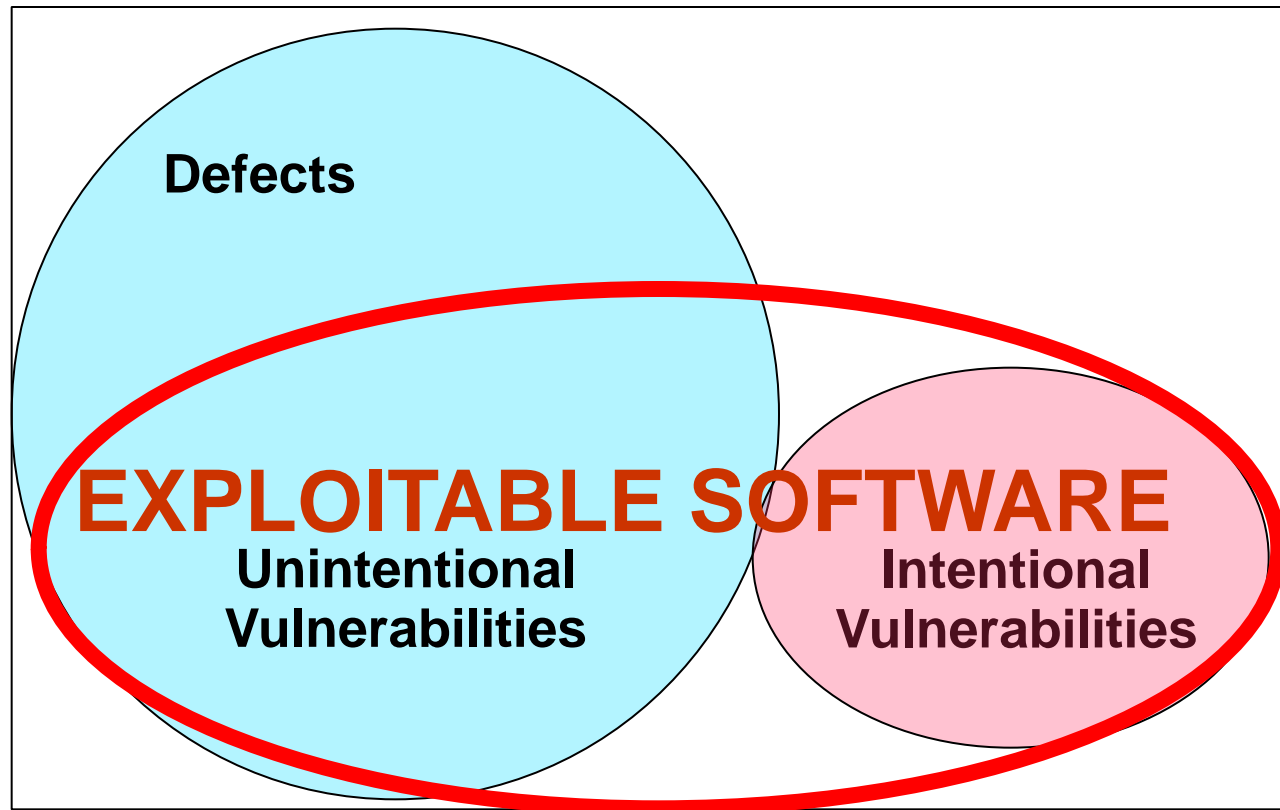 Defects
EXPLOITABLE SOFTWARE
Unintentional
Vulnerabilities
Intentional
Vulnerabilities